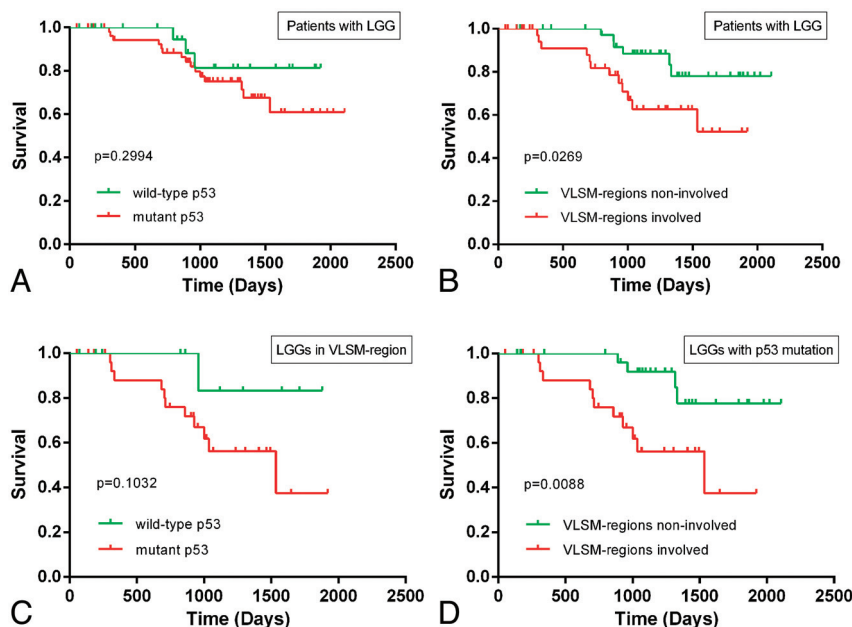 Patients with LGG
1.0
0.8
0.6
0.4
0.2
0.0
Survival
p=0.2994
wild-type p53
mutant p53
0 500 1000 1500 2000 2500
Time (Days)
A
Patients with LGG
1.0
0.8
0.6
0.4
0.2
0.0
Survival
p=0.0269
VLSM-regions non-involved
VLSM-regions involved
0 500 1000 1500 2000 2500
Time (Days)
B
LGGs in VLSM-region
1.0
0.8
0.6
0.4
0.2
0.0
Survival
p=0.1032
wild-type p53
mutant p53
0 500 1000 1500 2000 2500
Time (Days)
C
LGGs with p53 mutation
1.0
0.8
0.6
0.4
0.2
0.0
Survival
p=0.0088
VLSM-regions non-involved
VLSM-regions involved
0 500 1000 1500 2000 2500
Time (Days)
D